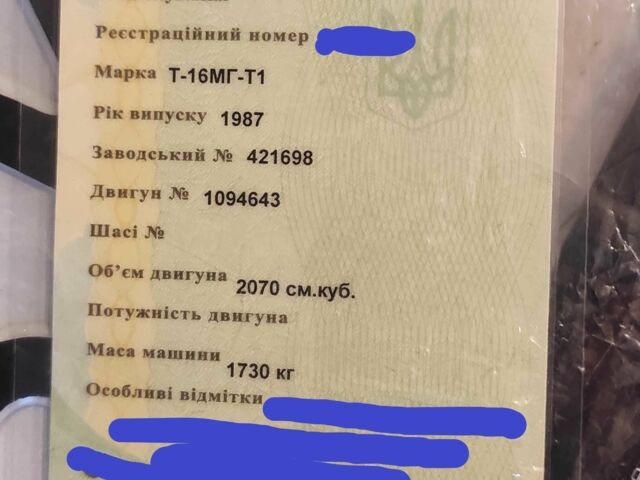 Реєстраційний номер
Марка Т-16МГ-Т1
Рік випуску 1987
Заводський № 421698
Двигун № 1094643
Шасі №
Об’єм двигуна 2070 см.куб.
Потужність двигуна
Маса машини 1730 кг
Особливі відмітки